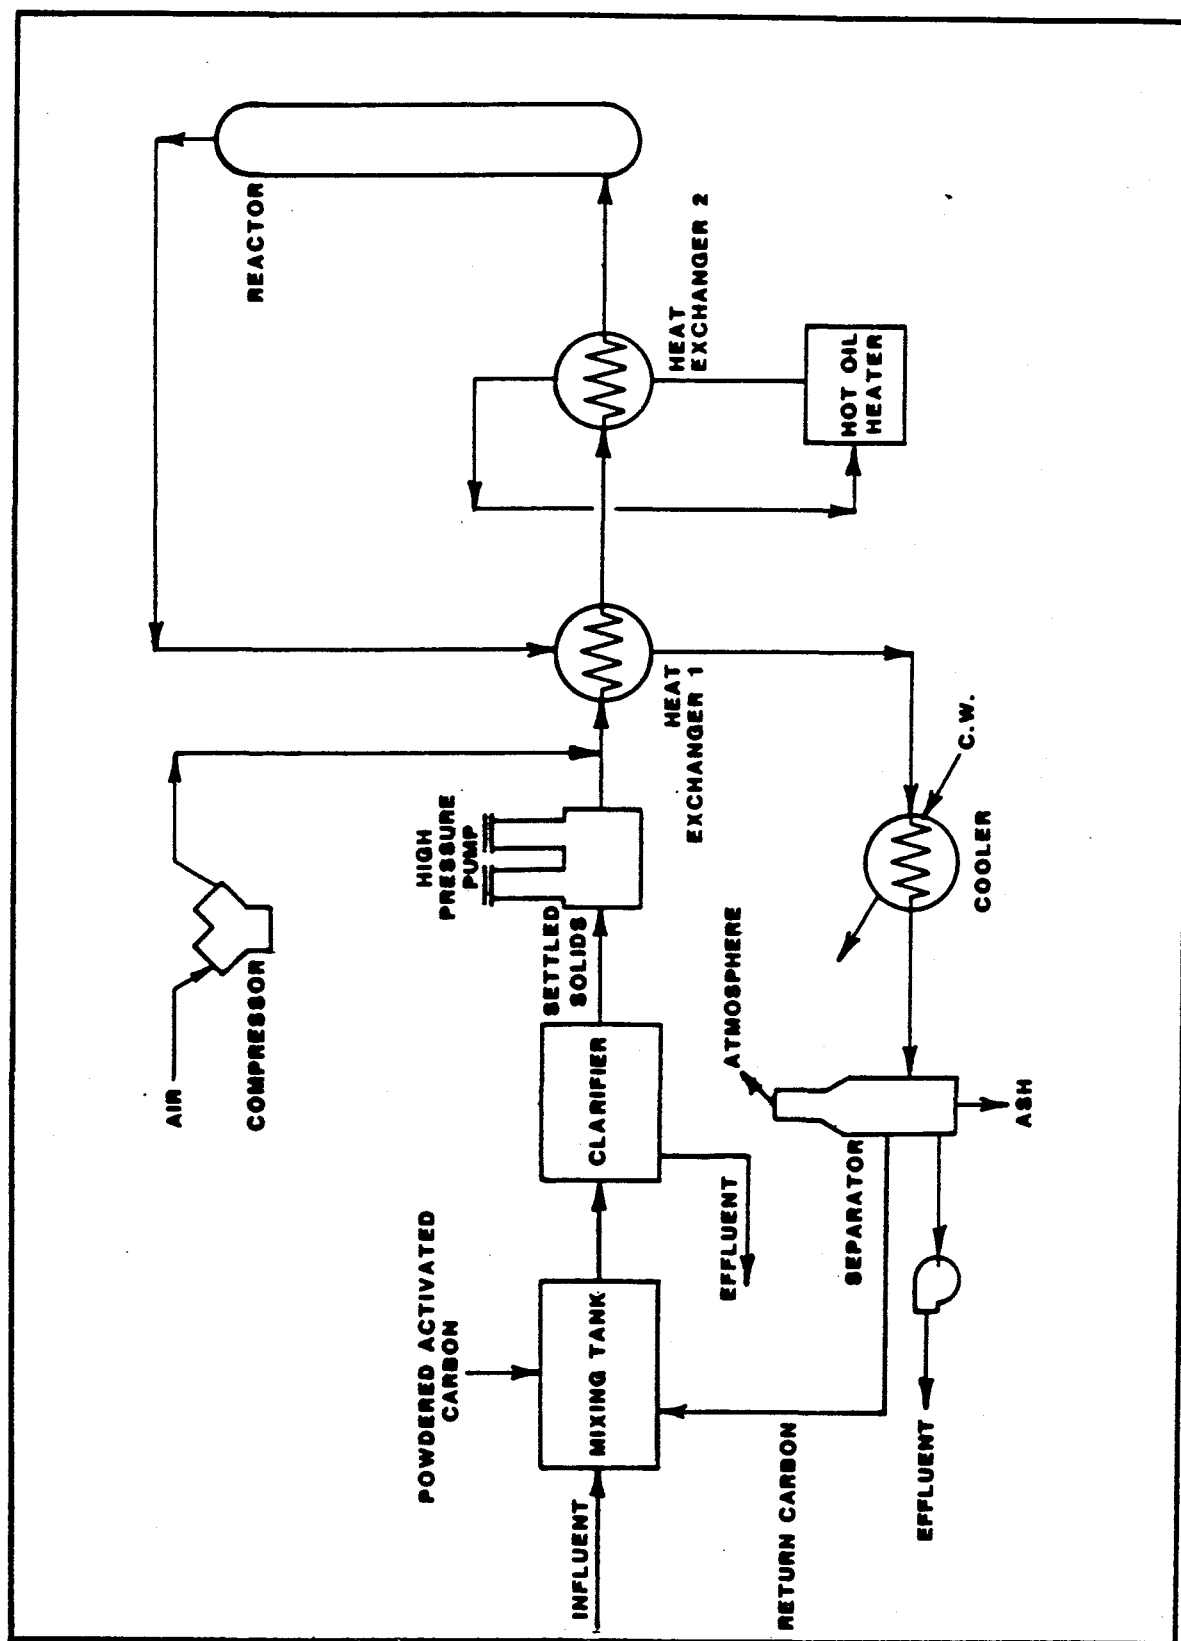 AIR
COMPRESSOR
REACTOR
POWDERED ACTIVATED
CARBON
HIGH
PRESSURE
PUMP
INFLUENT
MIXING TANK
CLARIFIER
SETTLED
SOLIDS
EFFLUENT
HEAT
EXCHANGER 1
HEAT
EXCHANGER 2
HOT OIL
HEATER
RETURN CARBON
SEPARATOR
ATMOSPHERE
COOLER
C.W.
EFFLUENT
ASH